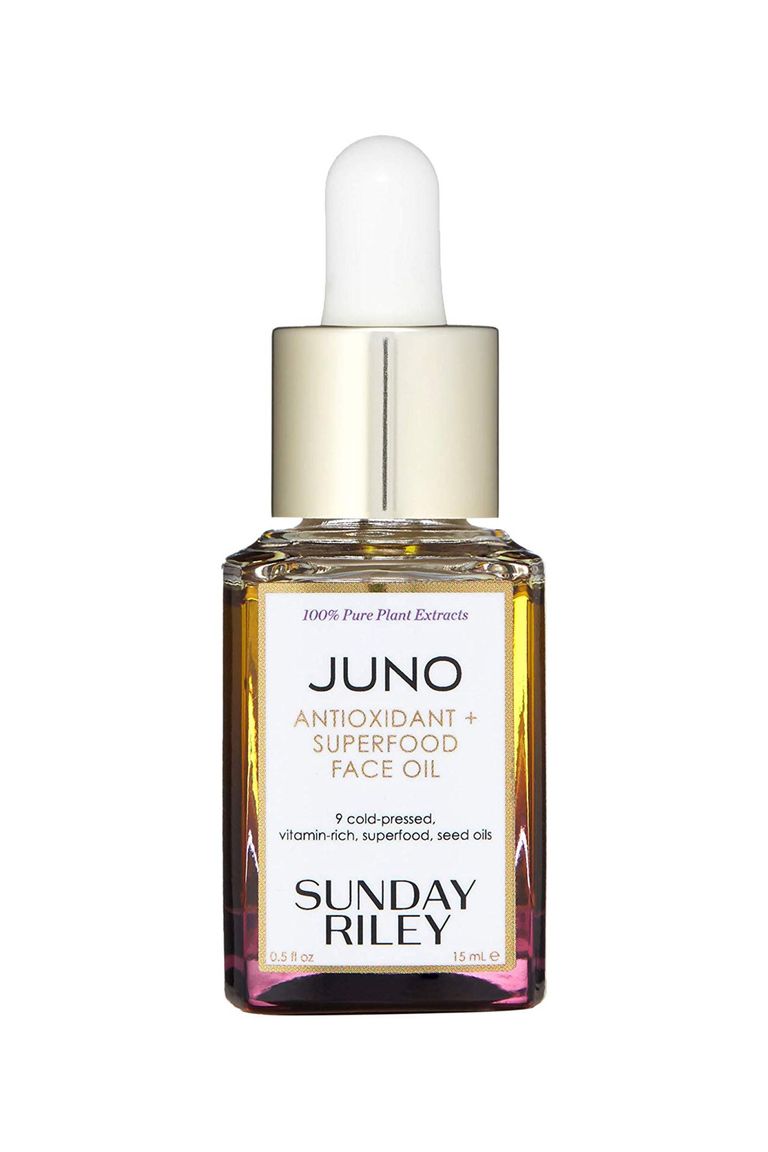 100% Pure Plant Extracts
JUNO
ANTIOXIDANT +
SUPERFOOD
FACE OIL
9 cold-pressed,
vitamin-rich, superfood, seed oils
SUNDAY
RILEY
0.5 fl oz 15 mL ℮